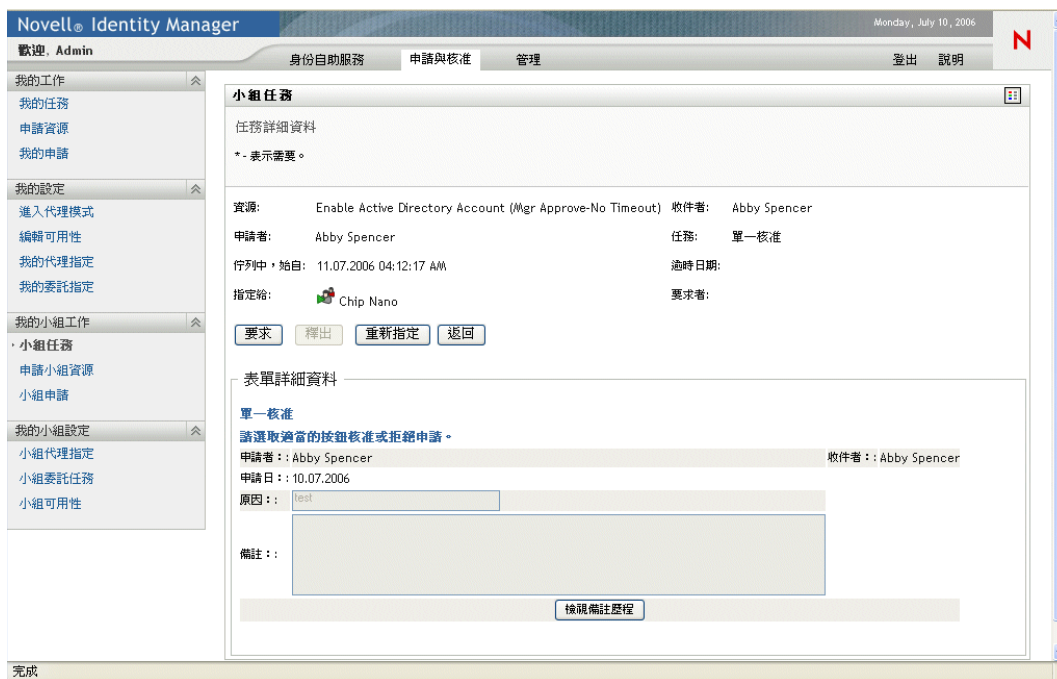 Novell® Identity Manager
Monday, July 10, 2006
N
歡迎, Admin
身份自助服務 申請與核准 管理 登出 說明
我的工作
我的任務
申請資源
我的申請
我的設定
進入代理模式
編輯可用性
我的代理指定
我的委託指定
我的小組工作
小組任務
申請小組資源
小組申請
我的小組設定
小組代理指定
小組委託任務
小組可用性
小組任務
任務詳細資料
* - 表示需要。
資源: Enable Active Directory Account (Mgr Approve-No Timeout) 收件者: Abby Spencer
申請者: Abby Spencer 任務: 單一核准
佇列中，始自: 11.07.2006 04:12:17 AM 逾時日期:
指定給: Chip Nano 要求者:
要求 釋出 重新指定 返回
表單詳細資料
單一核准
請選取適當的按鈕核准或拒絕申請。
申請者：: Abby Spencer 收件者：: Abby Spencer
申請日：: 10.07.2006
原因：: test
備註：:
檢視備註歷程
完成